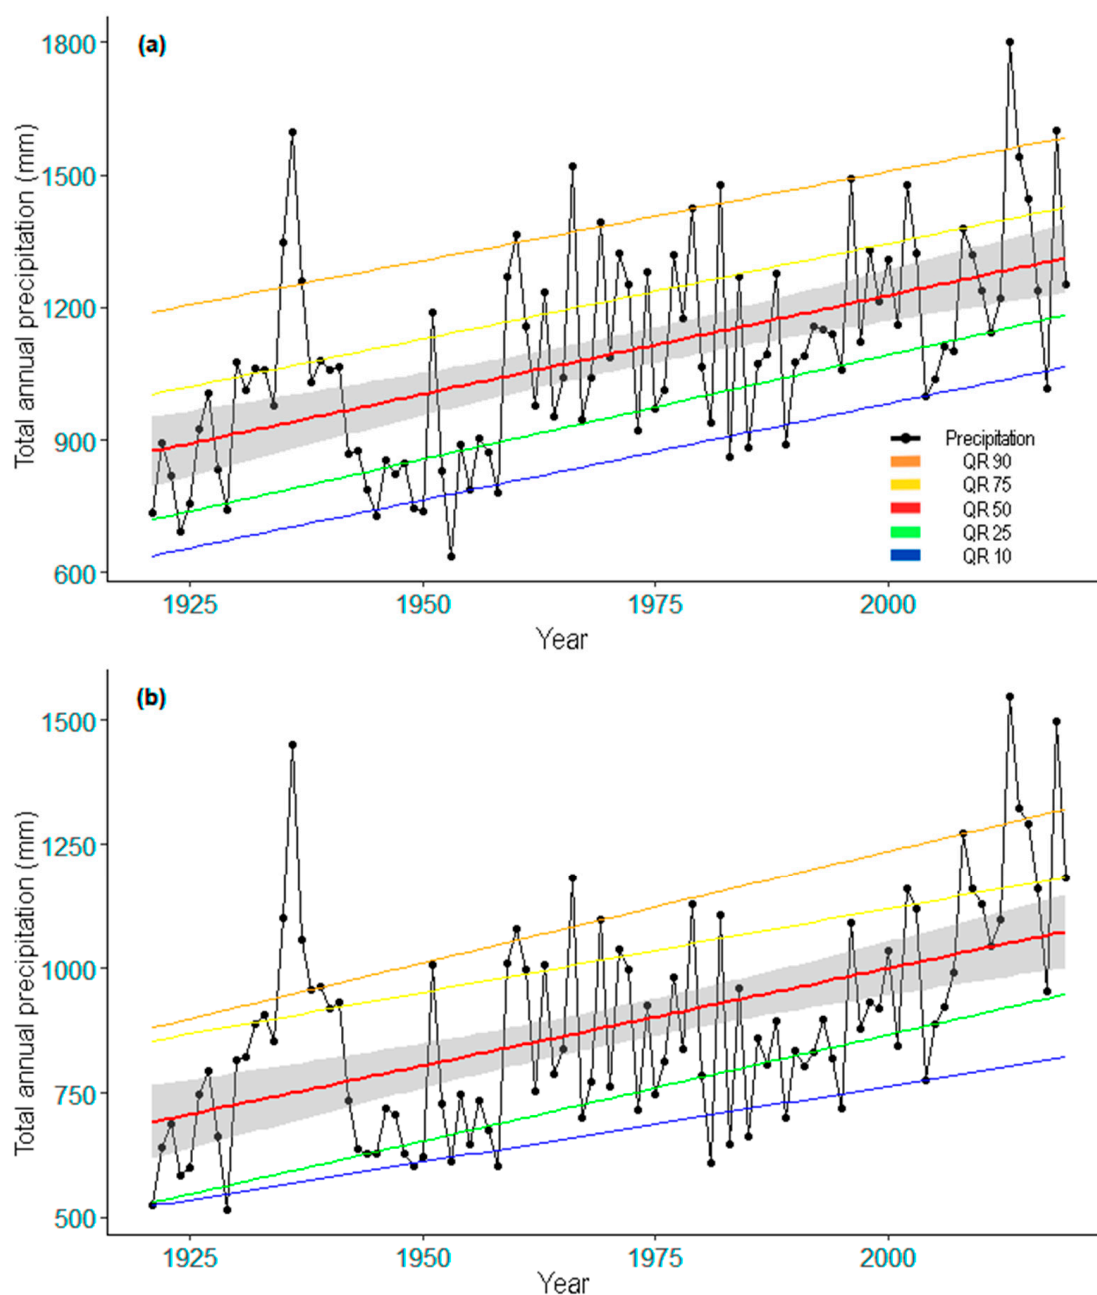 (a)
Total annual precipitation (mm)
1800
1500
1200
900
600
Precipitation
QR 90
QR 75
QR 50
QR 25
QR 10
1925 1950 1975 2000
Year
(b)
Total annual precipitation (mm)
1500
1250
1000
750
500
1925 1950 1975 2000
Year